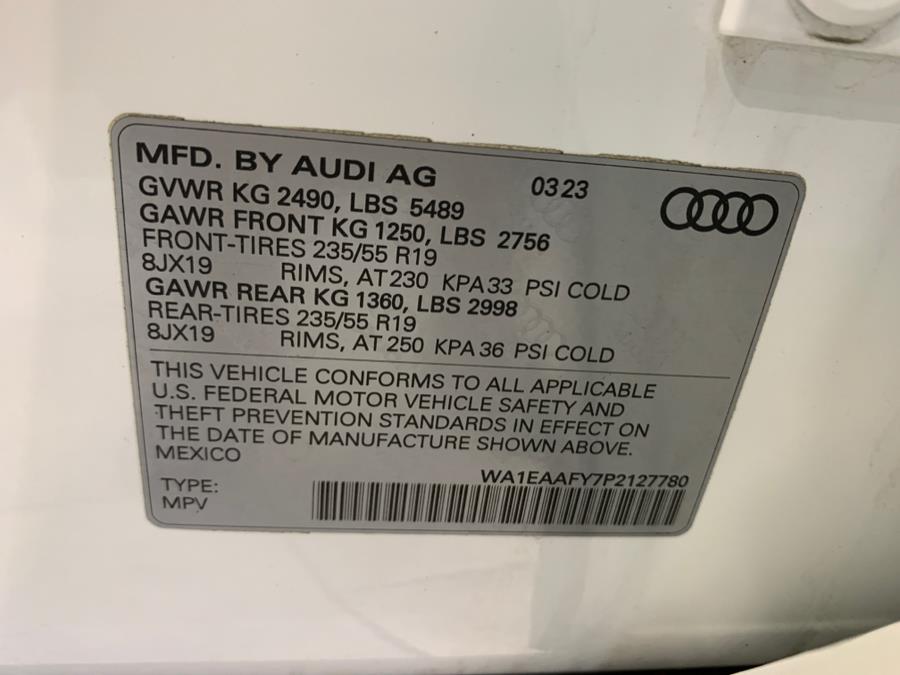 MFD. BY AUDI AG 03 23
GVWR KG 2490, LBS 5489
GAWR FRONT KG 1250, LBS 2756
FRONT-TIRES 235/55 R19
8JX19 RIMS, AT 230 KPA 33 PSI COLD
GAWR REAR KG 1360, LBS 2998
REAR-TIRES 235/55 R19
8JX19 RIMS, AT 250 KPA 36 PSI COLD
THIS VEHICLE CONFORMS TO ALL APPLICABLE
U.S. FEDERAL MOTOR VEHICLE SAFETY AND
THEFT PREVENTION STANDARDS IN EFFECT ON
THE DATE OF MANUFACTURE SHOWN ABOVE.
MEXICO
WA1EAAFY7P2127780
TYPE:
MPV